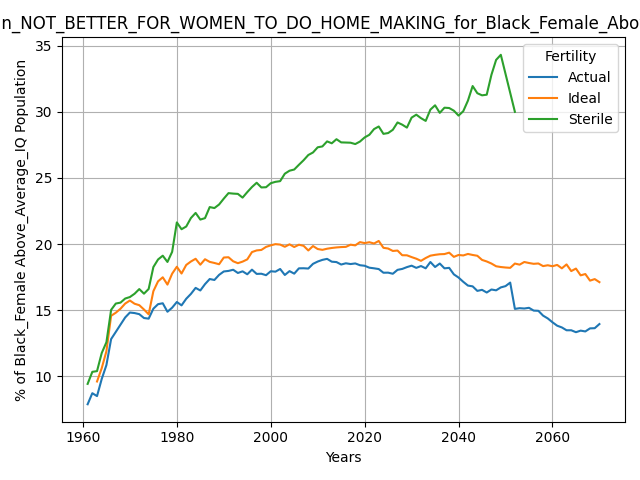 n_NOT_BETTER_FOR_WOMEN_TO_DO_HOME_MAKING_for_Black_Female_Abo
Fertility
Actual
Ideal
Sterile
% of Black_Female Above_Average_IQ Population
35
30
25
20
15
10
1960 1980 2000 2020 2040 2060
Years